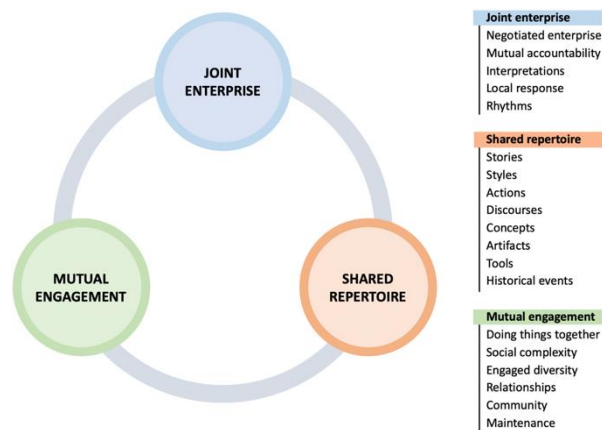 JOINT
ENTERPRISE
MUTUAL
ENGAGEMENT
SHARED
REPERTOIRE
Joint enterprise
Negotiated enterprise
Mutual accountability
Interpretations
Local response
Rhythms
Shared repertoire
Stories
Styles
Actions
Discourses
Concepts
Artifacts
Tools
Historical events
Mutual engagement
Doing things together
Social complexity
Engaged diversity
Relationships
Community
Maintenance